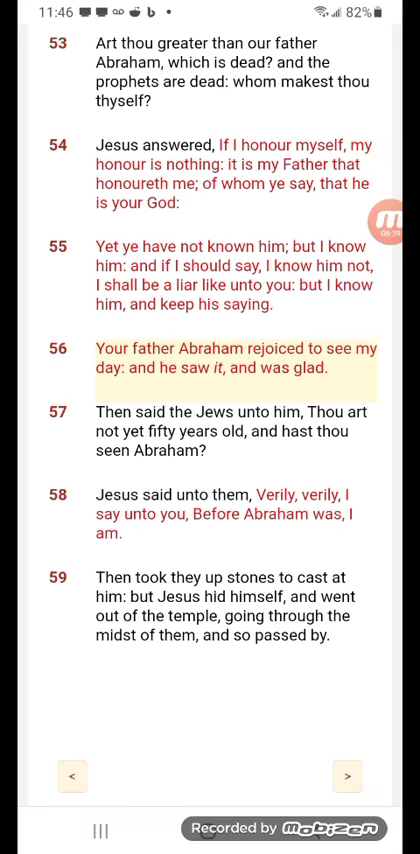 11:46 82%
53 Art thou greater than our father
Abraham, which is dead? and the
prophets are dead: whom makest thou
thyself?
54 Jesus answered, If I honour myself, my
honour is nothing: it is my Father that
honoureth me; of whom ye say, that he
is your God:
06:39
55 Yet ye have not known him; but I know
him: and if I should say, I know him not,
I shall be a liar like unto you: but I know
him, and keep his saying.
56 Your father Abraham rejoiced to see my
day: and he saw it, and was glad.
57 Then said the Jews unto him, Thou art
not yet fifty years old, and hast thou
seen Abraham?
58 Jesus said unto them, Verily, verily, I
say unto you, Before Abraham was, I
am.
59 Then took they up stones to cast at
him: but Jesus hid himself, and went
out of the temple, going through the
midst of them, and so passed by.
< >
Recorded by mobizen